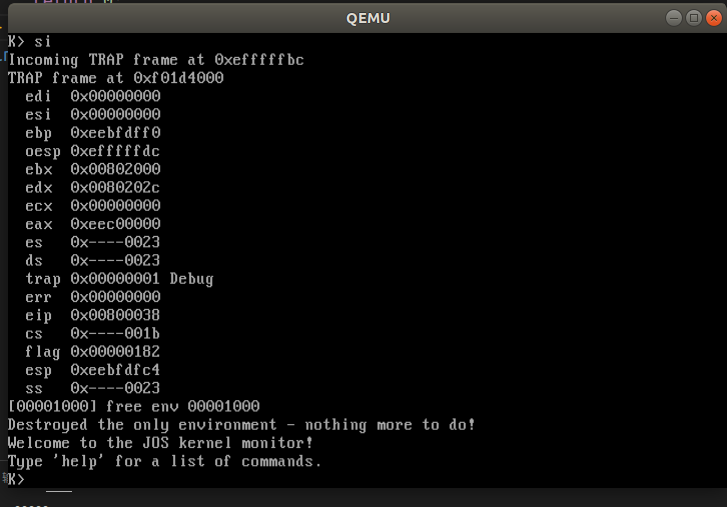 QEMU
K> si
Incoming TRAP frame at 0xefffffbc
TRAP frame at 0xf01d4000
edi 0x00000000
esi 0x00000000
ebp 0xeebfdff0
oesp 0xefffffdc
ebx 0x00802000
edx 0x0080202c
ecx 0x00000000
eax 0xeec00000
es 0x----0023
ds 0x----0023
trap 0x00000001 Debug
err 0x00000000
eip 0x00800038
cs 0x----001b
flag 0x00000182
esp 0xeebfdfc4
ss 0x----0023
[00001000] free env 00001000
Destroyed the only environment - nothing more to do!
Welcome to the JOS kernel monitor!
Type 'help' for a list of commands.
K>